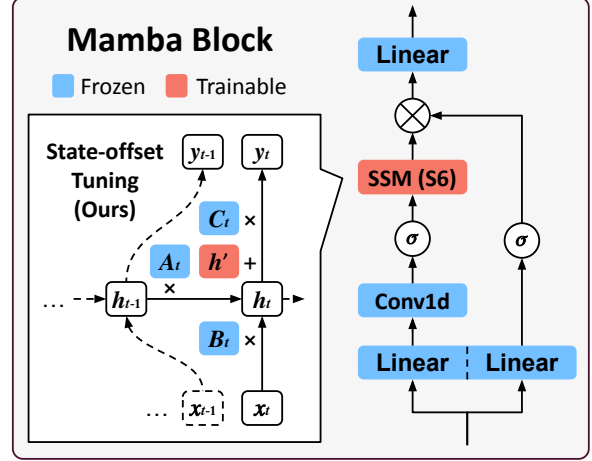 Mamba Block
Frozen
Trainable
State-offset
Tuning
(Ours)
yt-1
yt
Ct ×
At
h′ +
×
...
ht-1
ht
Bt ×
...
xt-1
xt
Linear
⊗
SSM (S6)
σ
σ
Conv1d
Linear
Linear